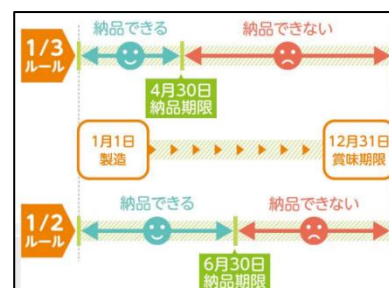 納品できる
納品できない
1/3
ルール
4月30日
納品期限
1月1日
製造
12月31日
賞味期限
納品できる
納品できない
1/2
ルール
6月30日
納品期限